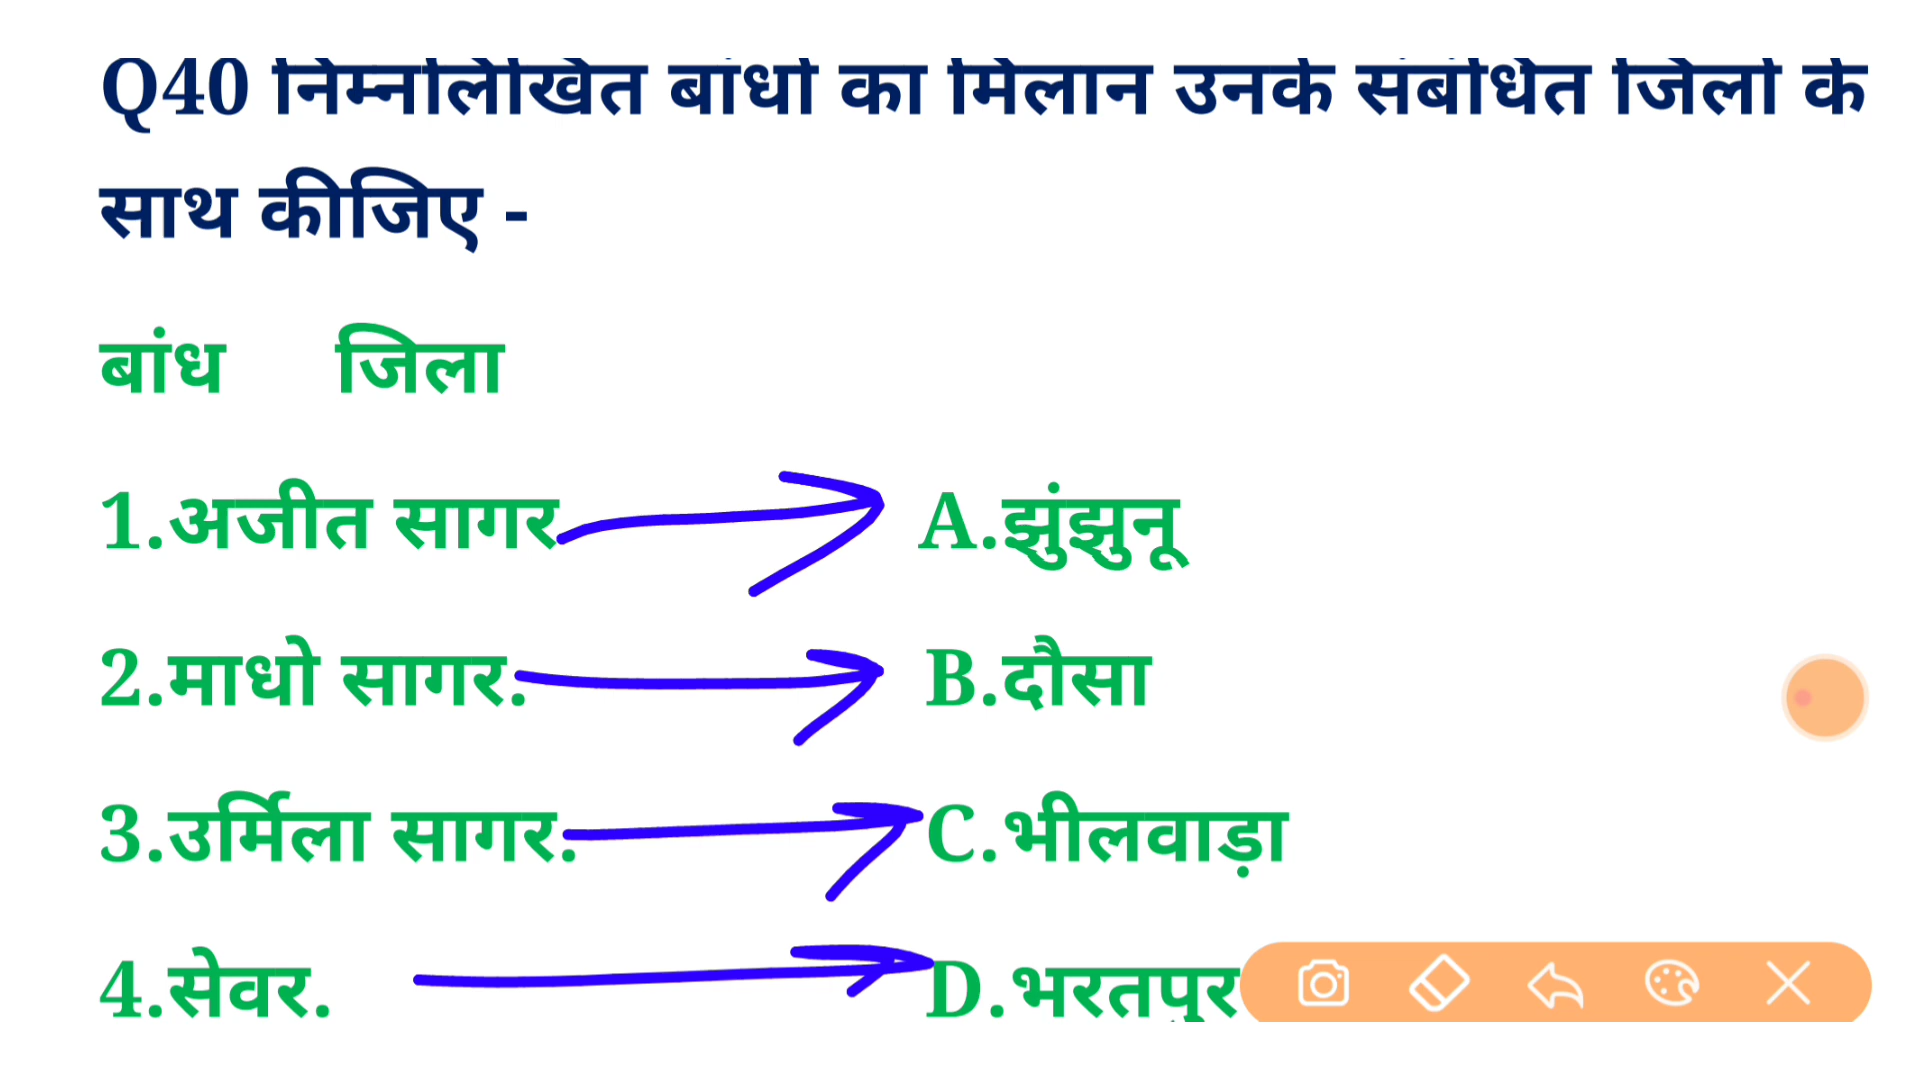 Q40 निम्नलिखित बांधों का मिलान उनके संबंधित जिलों के
साथ कीजिए -
बांध जिला
1.अजीत सागर. A.झुंझुनू
2.माधो सागर. B.दौसा
3.उर्मिला सागर. C.भीलवाड़ा
4.सेवर. D.भरतपुर